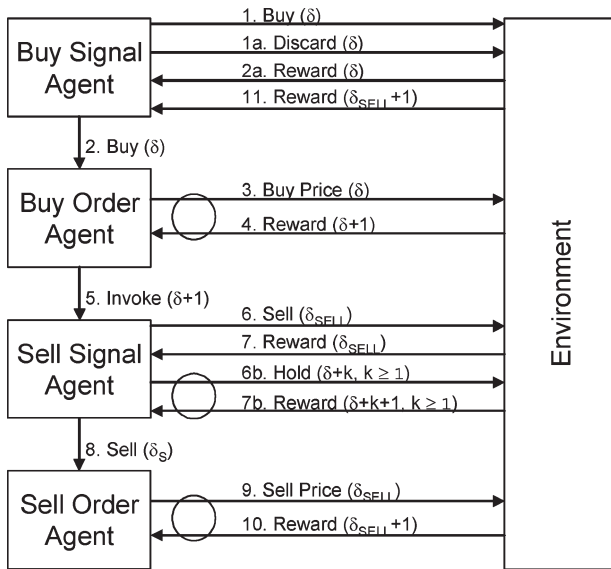 Buy Signal
Agent
1. Buy (δ)
1a. Discard (δ)
2a. Reward (δ)
11. Reward (δSELL+1)
2. Buy (δ)
Buy Order
Agent
3. Buy Price (δ)
4. Reward (δ+1)
5. Invoke (δ+1)
Sell Signal
Agent
6. Sell (δSELL)
7. Reward (δSELL)
6b. Hold (δ+k, k ≥ 1)
7b. Reward (δ+k+1, k ≥ 1)
8. Sell (δS)
Sell Order
Agent
9. Sell Price (δSELL)
10. Reward (δSELL+1)
Environment